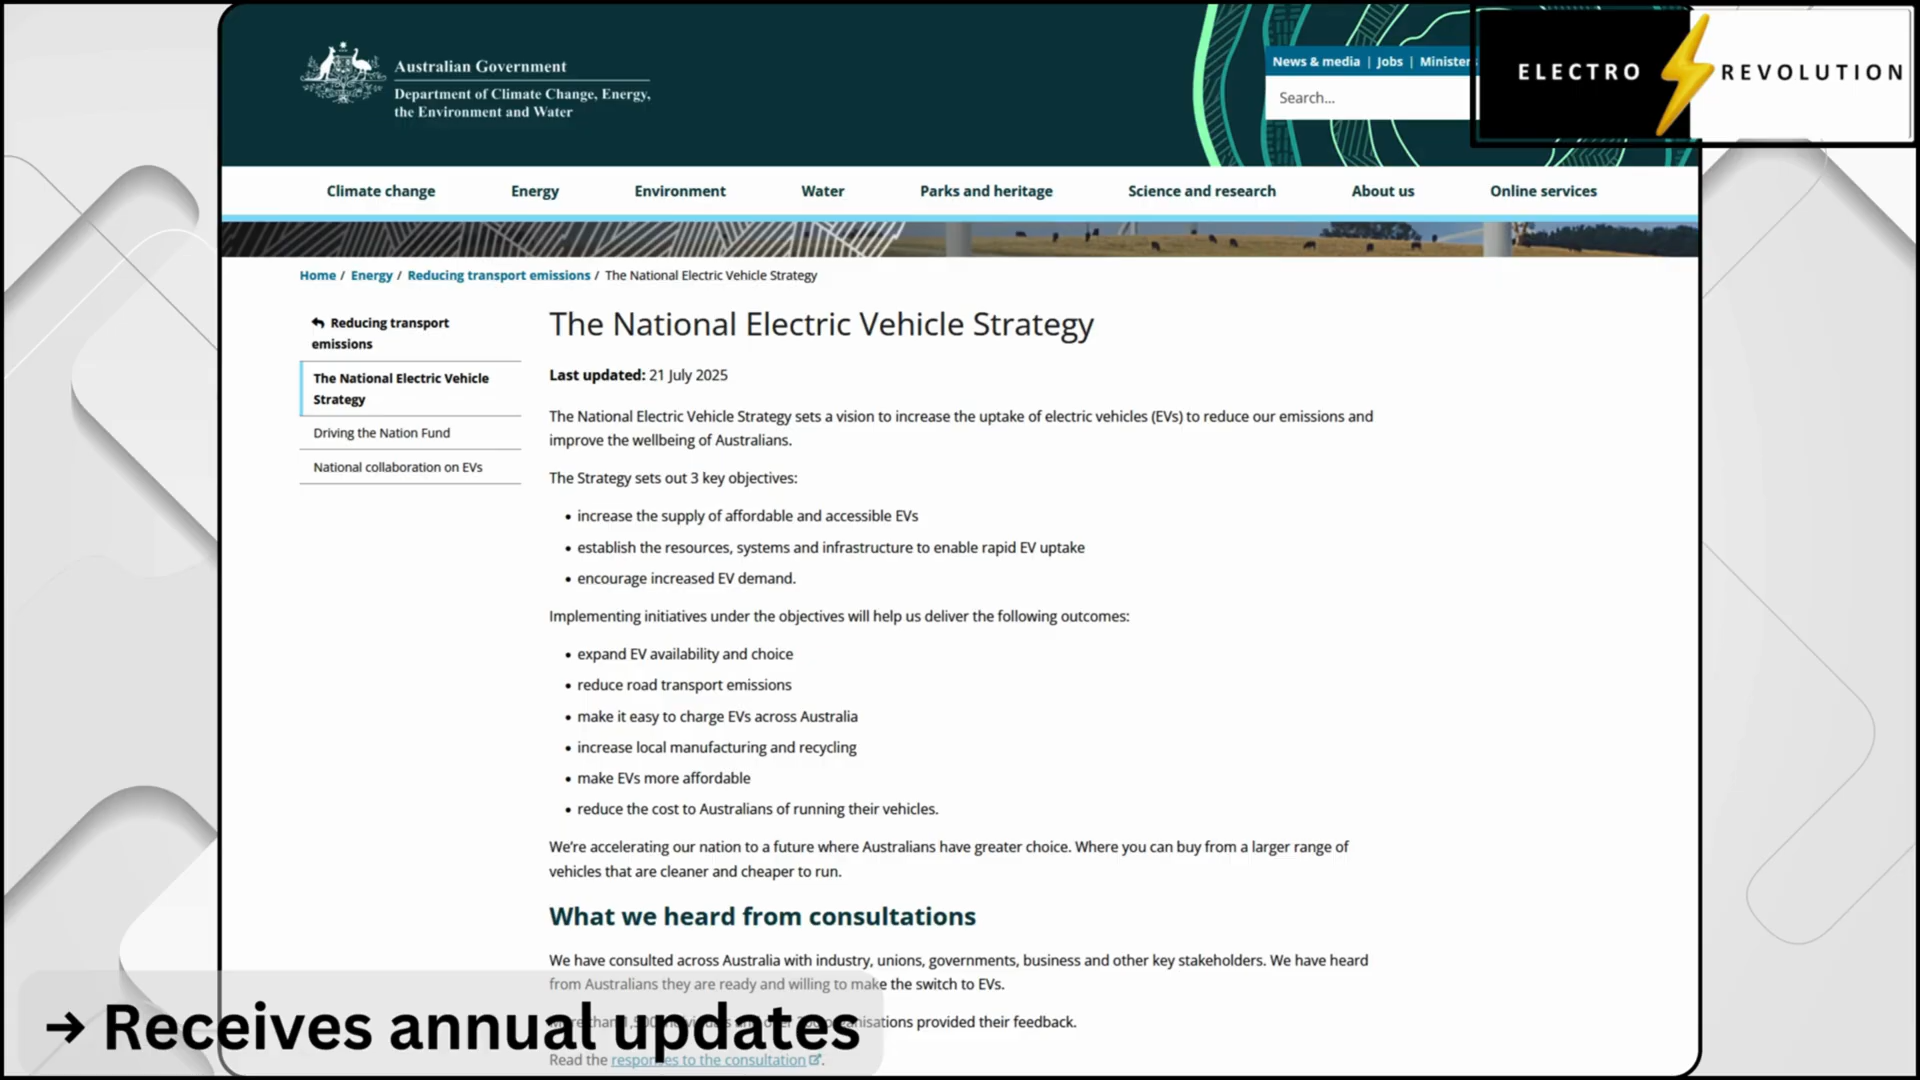 Australian Government
Department of Climate Change, Energy,
the Environment and Water
News & media | Jobs |
Search...
ELECTRO REVOLUTION
Climate change
Energy
Environment
Water
Parks and heritage
Science and research
About us
Online services
Home / Energy / Reducing transport emissions / The National Electric Vehicle Strategy
Reducing transport
emissions
The National Electric Vehicle
Strategy
Driving the Nation Fund
National collaboration on EVs
The National Electric Vehicle Strategy
Last updated: 21 July 2025
The National Electric Vehicle Strategy sets a vision to increase the uptake of electric vehicles (EVs) to reduce our emissions and
improve the wellbeing of Australians.
The Strategy sets out 3 key objectives:
• increase the supply of affordable and accessible EVs
• establish the resources, systems and infrastructure to enable rapid EV uptake
• encourage increased EV demand.
Implementing initiatives under the objectives will help us deliver the following outcomes:
• expand EV availability and choice
• reduce road transport emissions
• make it easy to charge EVs across Australia
• increase local manufacturing and recycling
• make EVs more affordable
• reduce the cost to Australians of running their vehicles.
We're accelerating our nation to a future where Australians have greater choice. Where you can buy from a larger range of
vehicles that are cleaner and cheaper to run.
What we heard from consultations
We have consulted across Australia with industry, unions, governments, business and other key stakeholders. We have heard
from Australians they are ready and willing to make the switch to EVs.
provided their feedback.
Read the responses to the consultation.
→ Receives annual updates